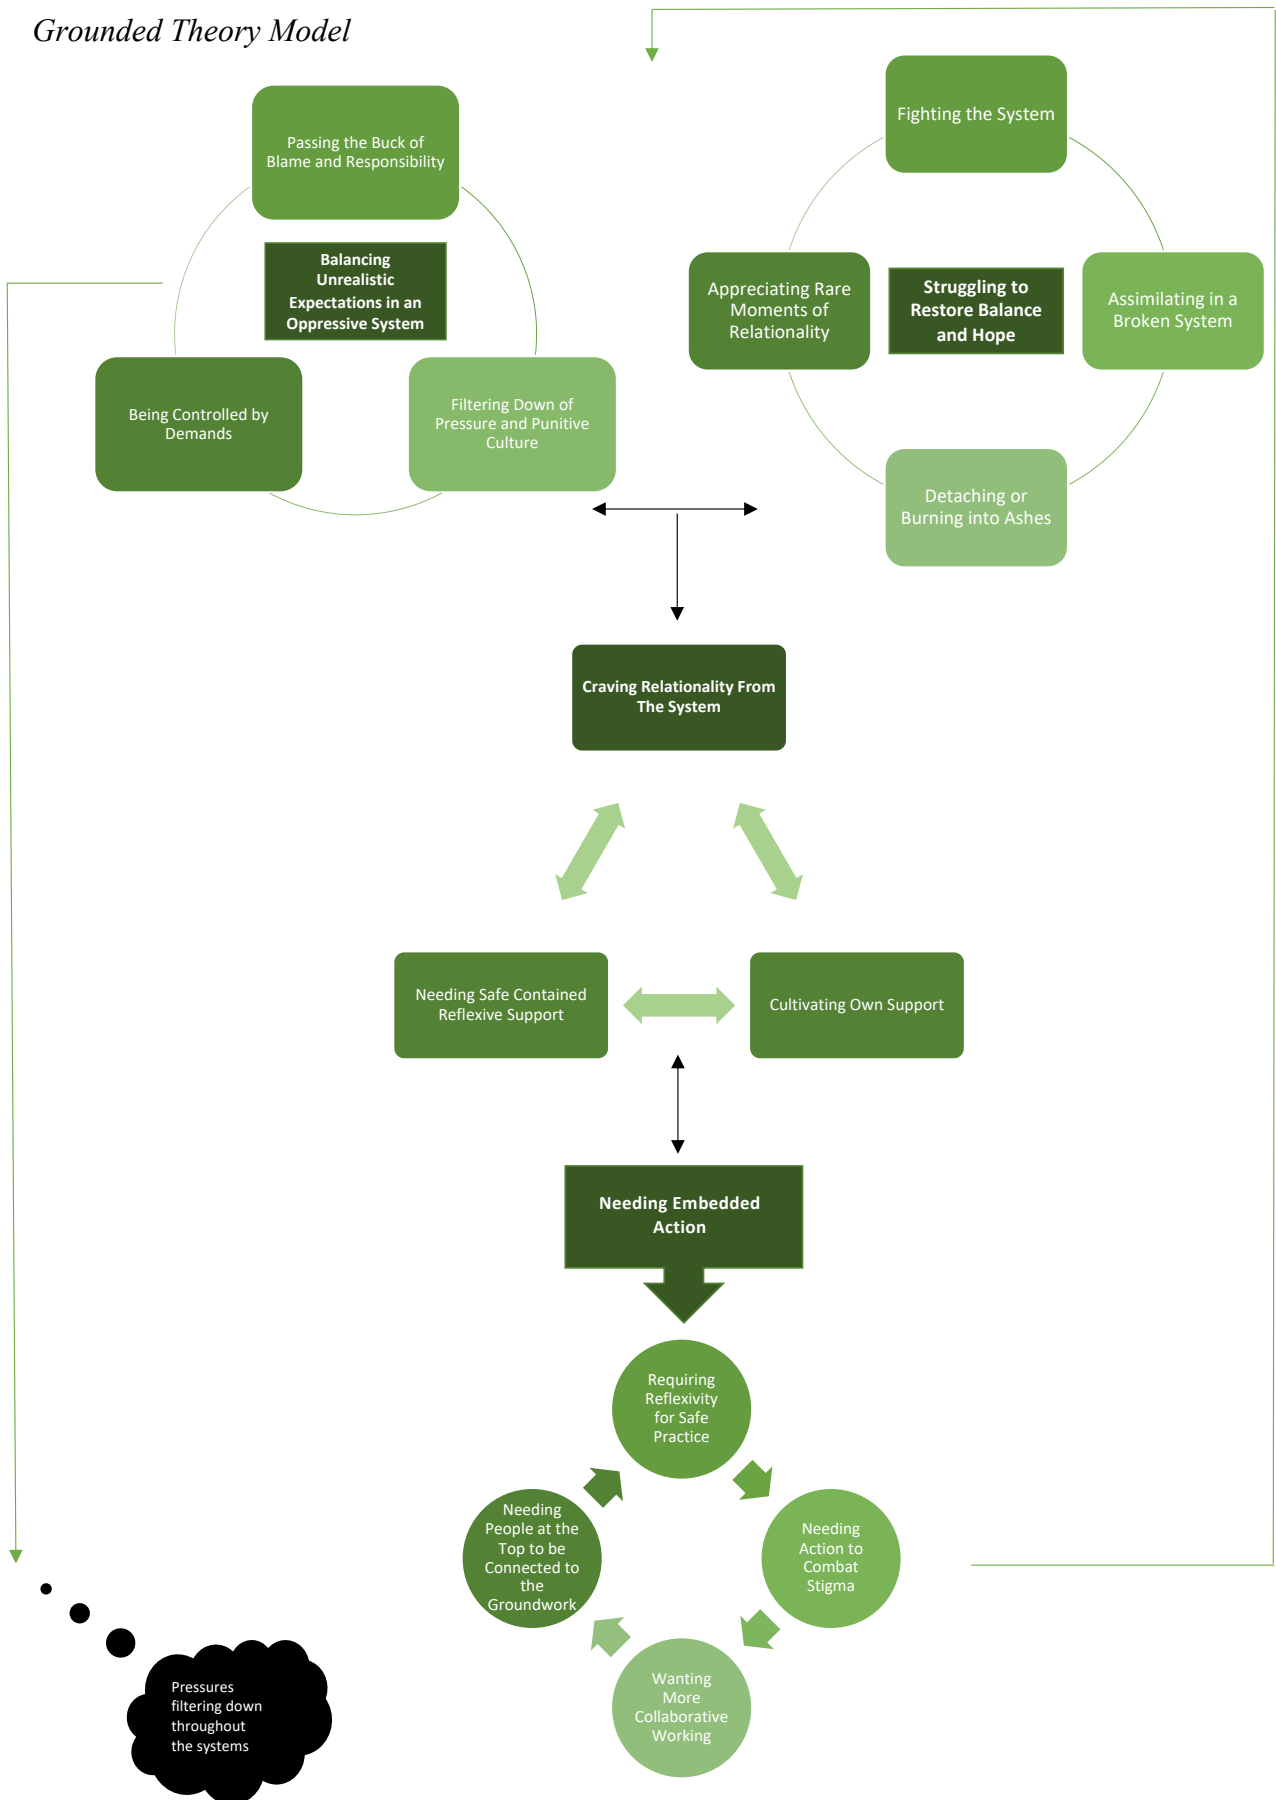 Grounded Theory Model
Passing the Buck of
Blame and Responsibility
Balancing
Unrealistic
Expectations in an
Oppressive System
Being Controlled by
Demands
Filtering Down of
Pressure and Punitive
Culture
Fighting the System
Appreciating Rare
Moments of
Relationality
Struggling to
Restore Balance
and Hope
Assimilating in a
Broken System
Detaching or
Burning into Ashes
Craving Relationality From
The System
Needing Safe Contained
Reflexive Support
Cultivating Own Support
Needing Embedded
Action
Requiring
Reflexivity
for Safe
Practice
Needing
Action to
Combat
Stigma
Wanting
More
Collaborative
Working
Needing
People at the
Top to be
Connected to
the
Groundwork
Pressures
filtering down
throughout
the systems